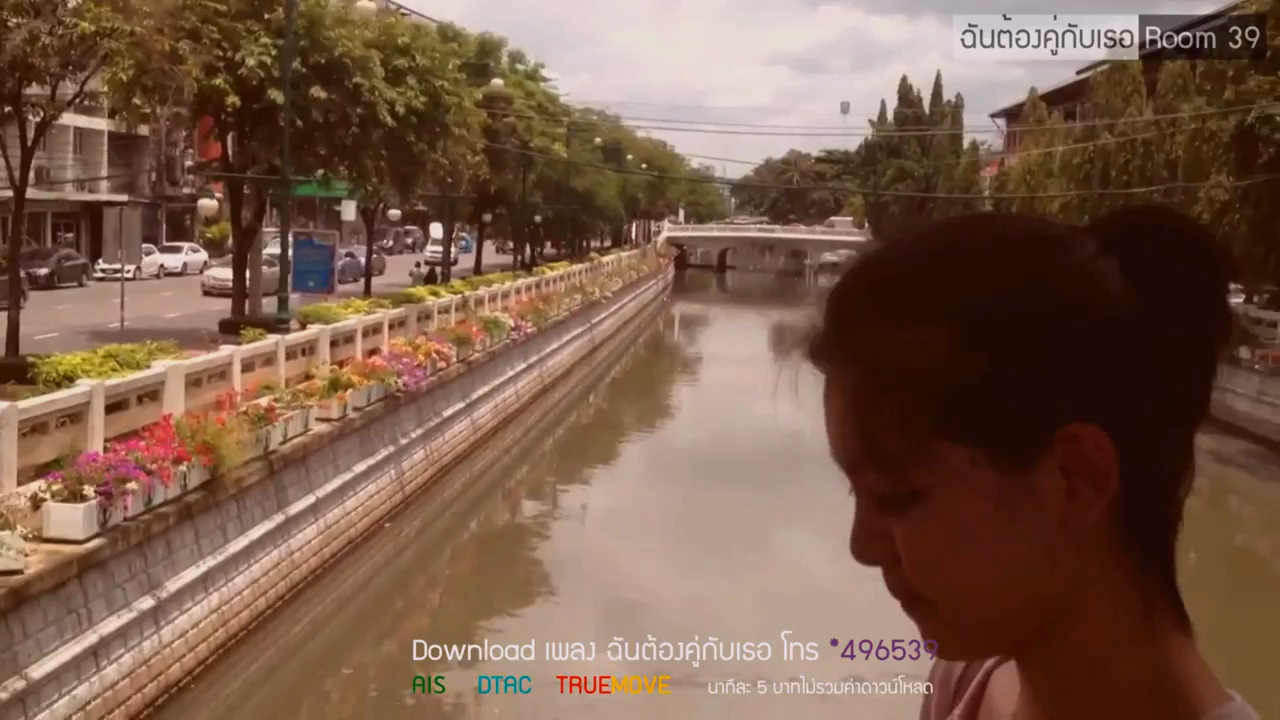 ฉันต้องคู่กับเธอ Room 39
Download เพลง ฉันต้องคู่กับเธอ โทร *496539
AIS DTAC TRUEMOVE นาทีละ 5 บาทไม่รวมค่าดาวน์โหลด